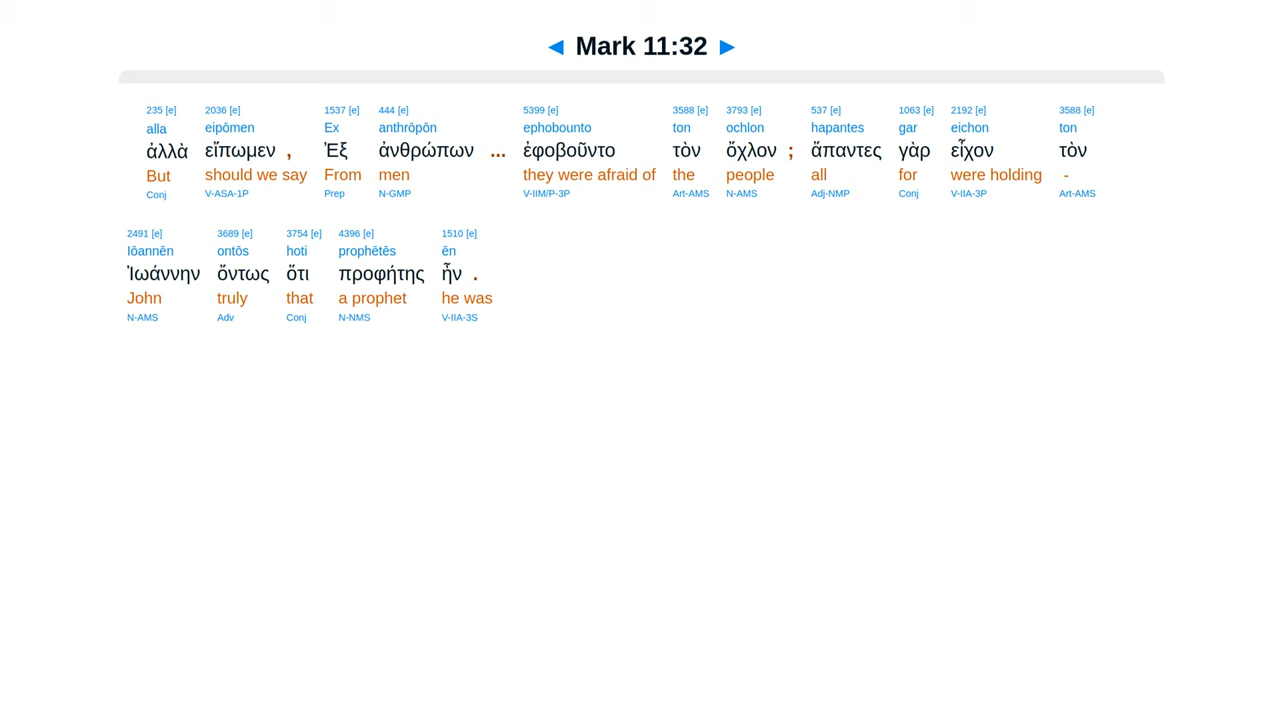 ◄ Mark 11:32 ►
235 [e] 2036 [e] 1537 [e] 444 [e] 5399 [e] 3588 [e] 3793 [e] 537 [e] 1063 [e] 2192 [e] 3588 [e]
alla eipōmen Ex anthrōpōn ephobounto ton ochlon hapantes gar eichon ton
ἀλλὰ εἴπωμεν , Ἐξ ἀνθρώπων ... ἐφοβοῦντο τὸν ὄχλον ; ἅπαντες γὰρ εἶχον τὸν
But should we say From men they were afraid of the people all for were holding -
Conj V-ASA-1P Prep N-GMP V-IIM/P-3P Art-AMS N-AMS Adj-NMP Conj V-IIA-3P Art-AMS
2491 [e] 3689 [e] 3754 [e] 4396 [e] 1510 [e]
Iōannēn ontōs hoti prophētēs ēn
Ἰωάννην ὄντως ὅτι προφήτης ἦν .
John truly that a prophet he was
N-AMS Adv Conj N-NMS V-IIA-3S